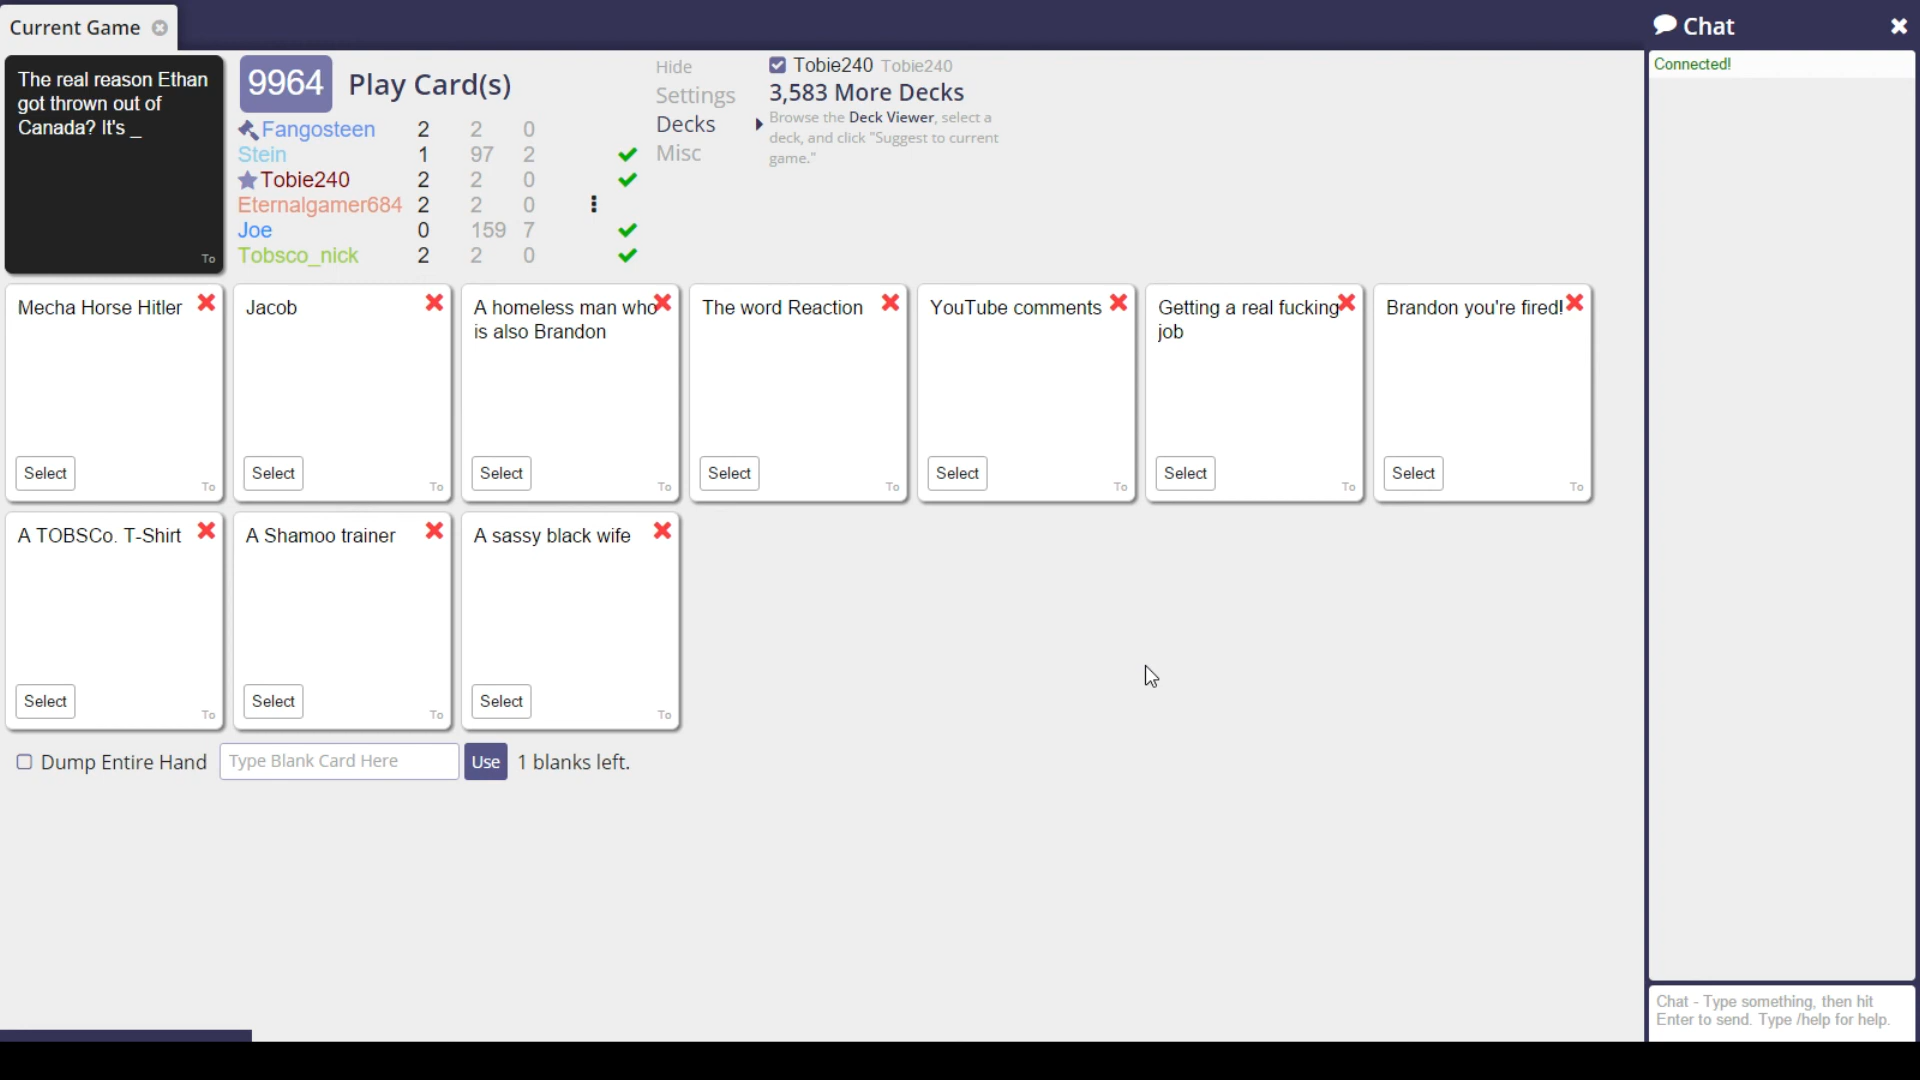 Current Game
Chat
Connected!
The real reason Ethan
got thrown out of
Canada? It's _
To
9964
Play Card(s)
Fangosteen 2 2 0
Stein 1 97 2
Tobie240 2 2 0
Eternalgamer684 2 2 0
Joe 0 159 7
Tobsco_nick 2 2 0
Hide
Settings
Decks
Misc
Tobie240 Tobie240
3,583 More Decks
Browse the Deck Viewer, select a
deck, and click "Suggest to current
game."
Mecha Horse Hitler
Select
To
Jacob
Select
To
A homeless man who
is also Brandon
Select
To
The word Reaction
Select
To
YouTube comments
Select
To
Getting a real fucking
job
Select
To
Brandon you're fired!
Select
To
A TOBSCo. T-Shirt
Select
To
A Shamoo trainer
Select
To
A sassy black wife
Select
To
Dump Entire Hand
Type Blank Card Here
Use
1 blanks left.
Chat - Type something, then hit
Enter to send. Type /help for help.